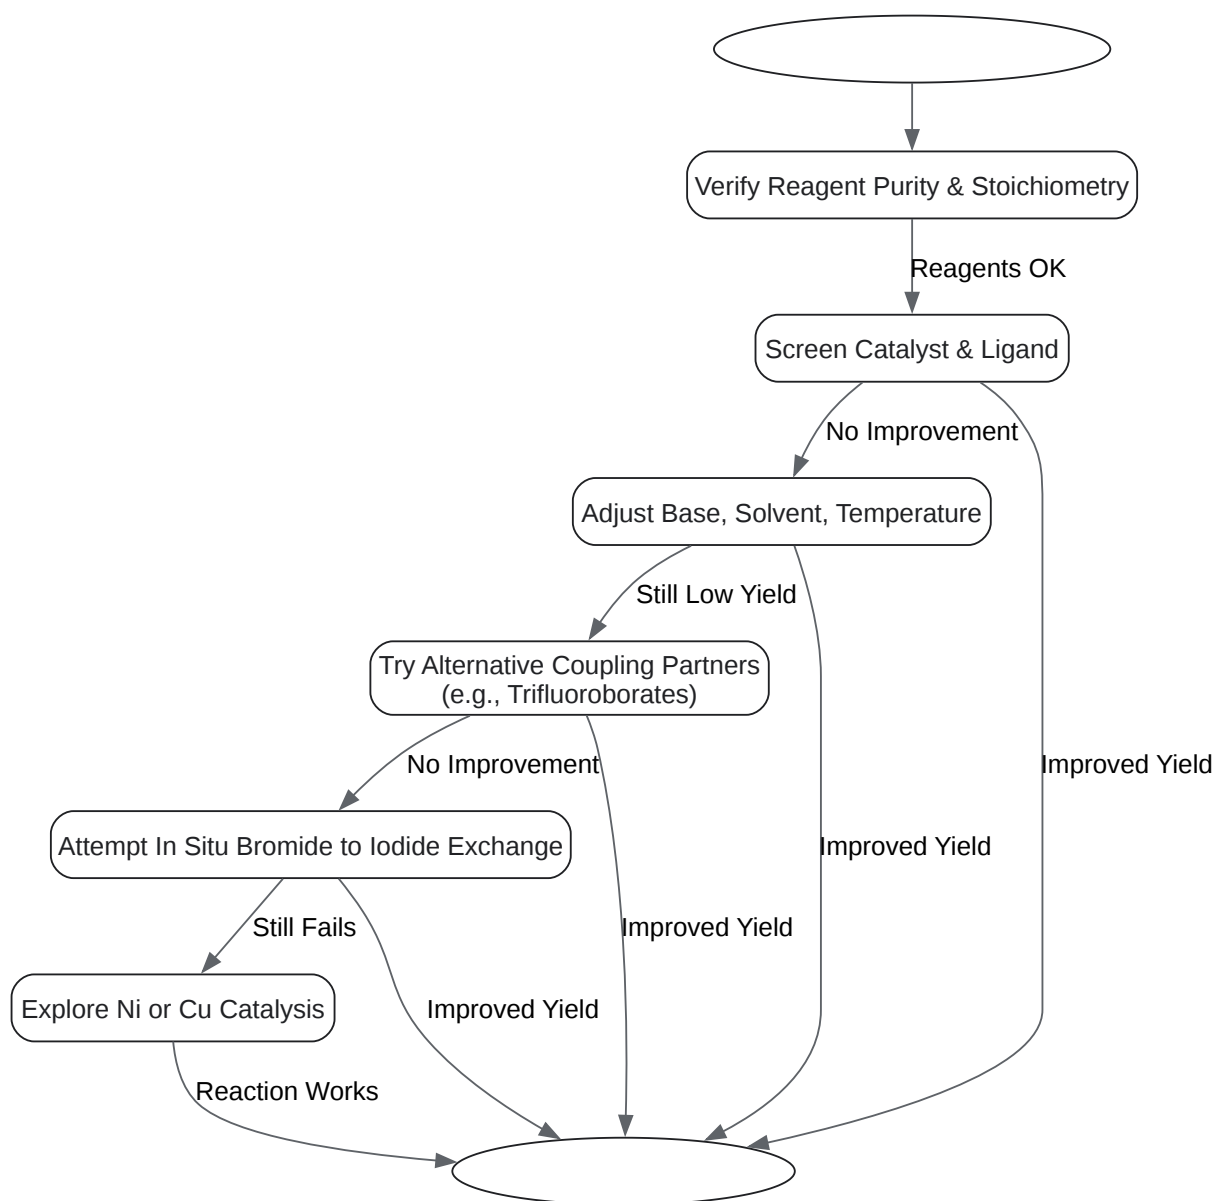 Verify Reagent Purity & Stoichiometry
Reagents OK
Screen Catalyst & Ligand
No Improvement
Adjust Base, Solvent, Temperature
Still Low Yield
Try Alternative Coupling Partners
(e.g., Trifluoroborates)
No Improvement
Improved Yield
Attempt In Situ Bromide to Iodide Exchange
Improved Yield
Still Fails
Improved Yield
Explore Ni or Cu Catalysis
Improved Yield
Reaction Works